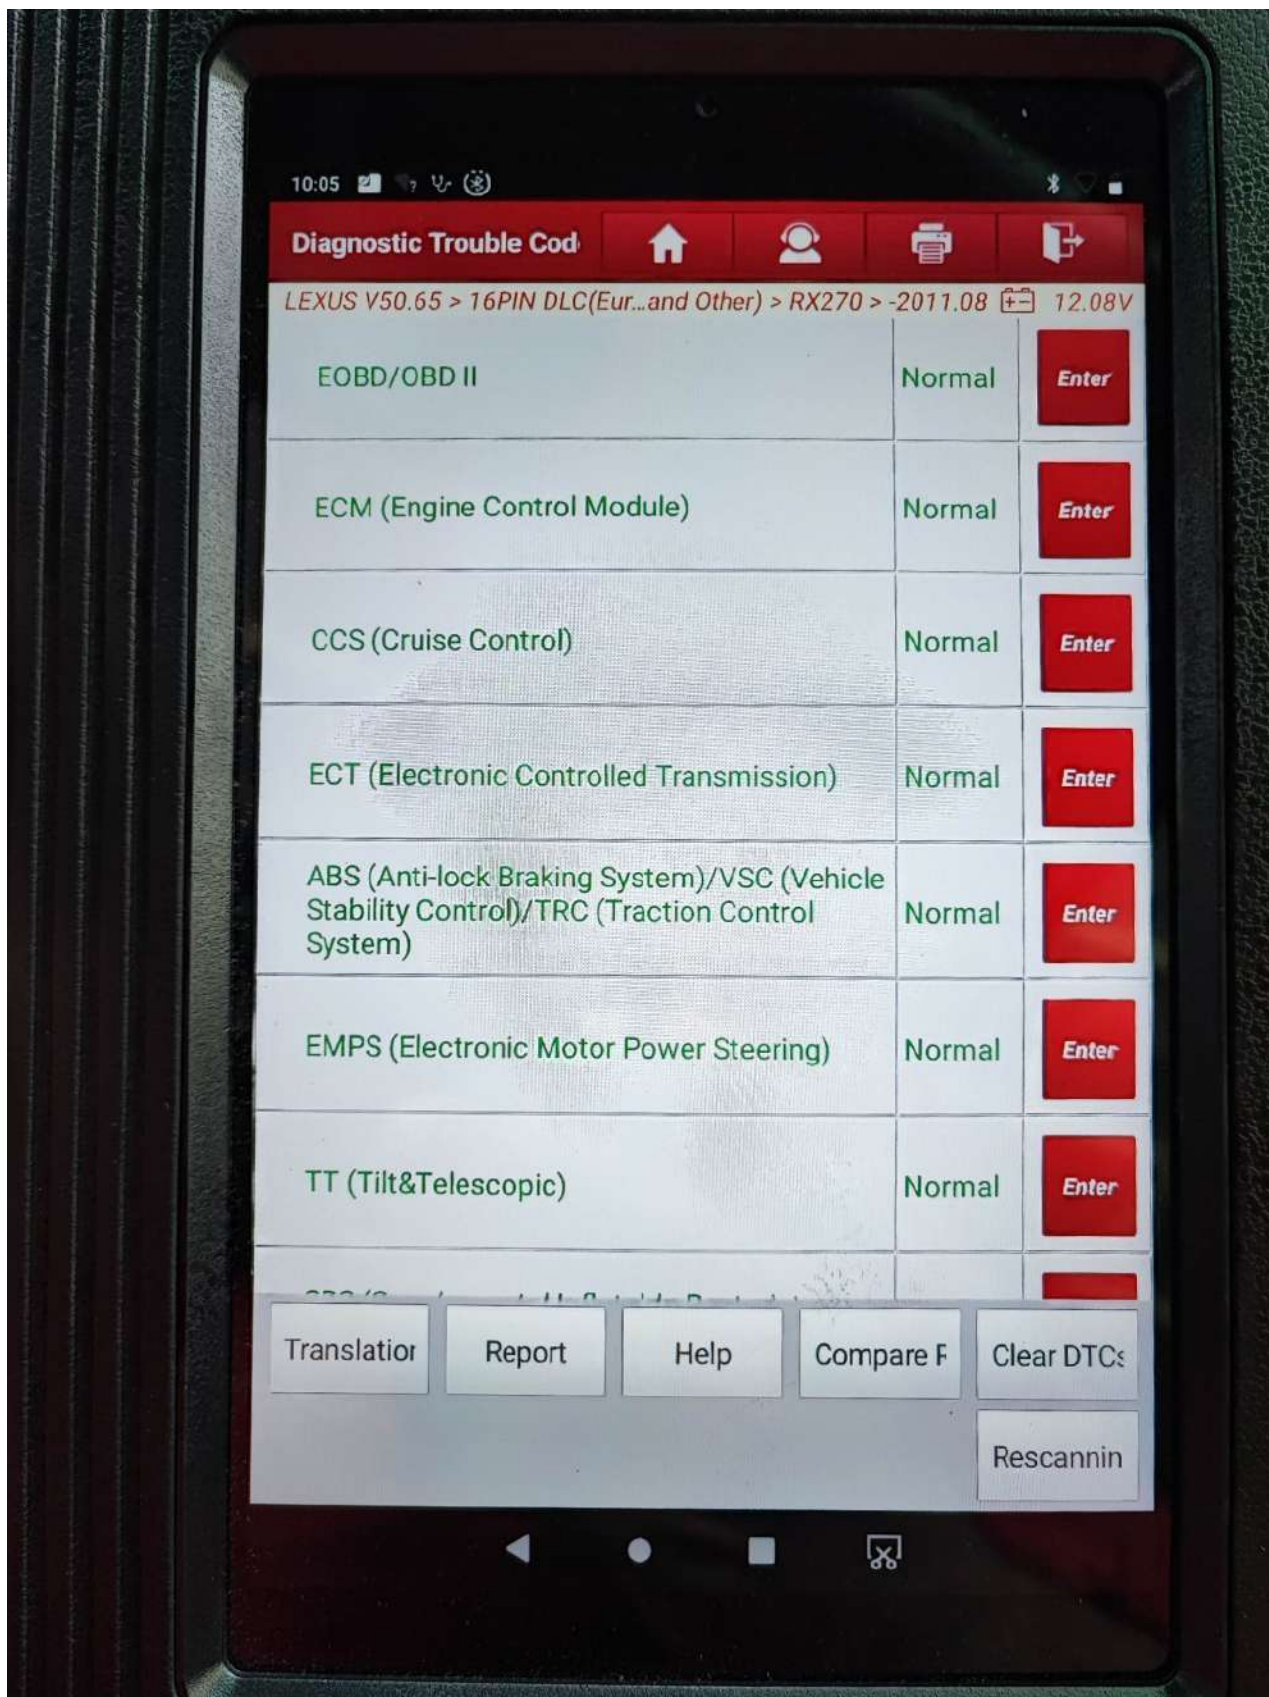 10:05
Diagnostic Trouble Cod
LEXUS V50.65 > 16PIN DLC(Eur...and Other) > RX270 > -2011.08 12.08V
EOBD/OBD II Normal Enter
ECM (Engine Control Module) Normal Enter
CCS (Cruise Control) Normal Enter
ECT (Electronic Controlled Transmission) Normal Enter
ABS (Anti-lock Braking System)/VSC (Vehicle
Stability Control)/TRC (Traction Control
System)
Normal Enter
EMPS (Electronic Motor Power Steering) Normal Enter
TT (Tilt&Telescopic) Normal Enter
Translation Report Help Compare Clear DTCs
Rescannin